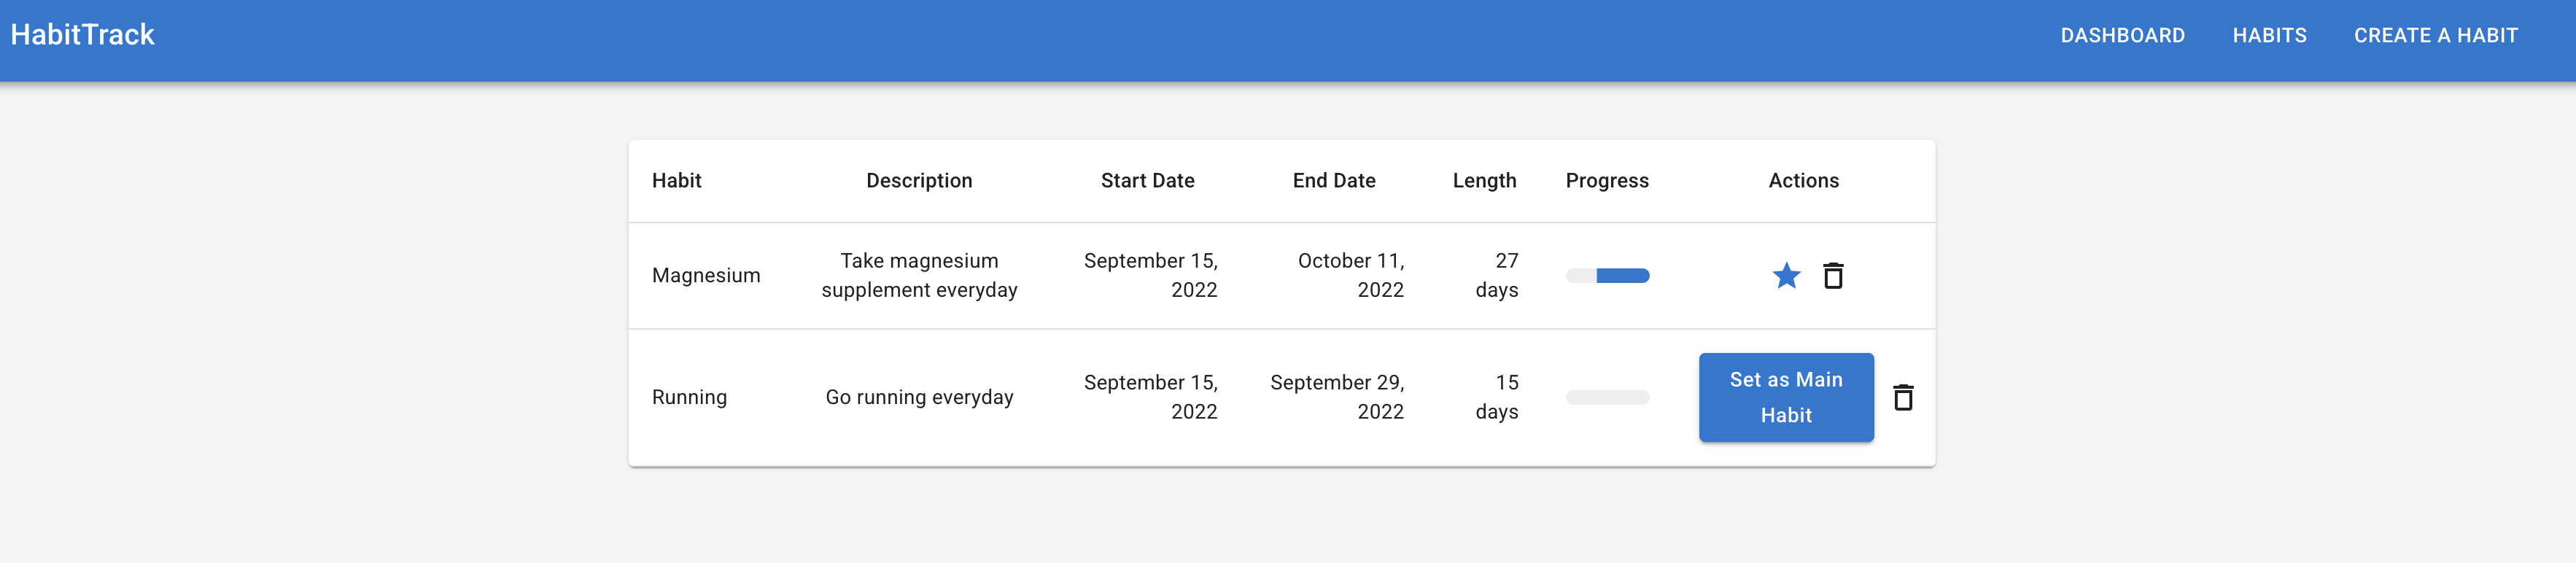 HabitTrack
DASHBOARD HABITS CREATE A HABIT
Habit Description Start Date End Date Length Progress Actions
Magnesium
Take magnesium
supplement everyday
September 15,
2022
October 11,
2022
27
days
Running
Go running everyday
September 15,
2022
September 29,
2022
15
days
Set as Main
Habit